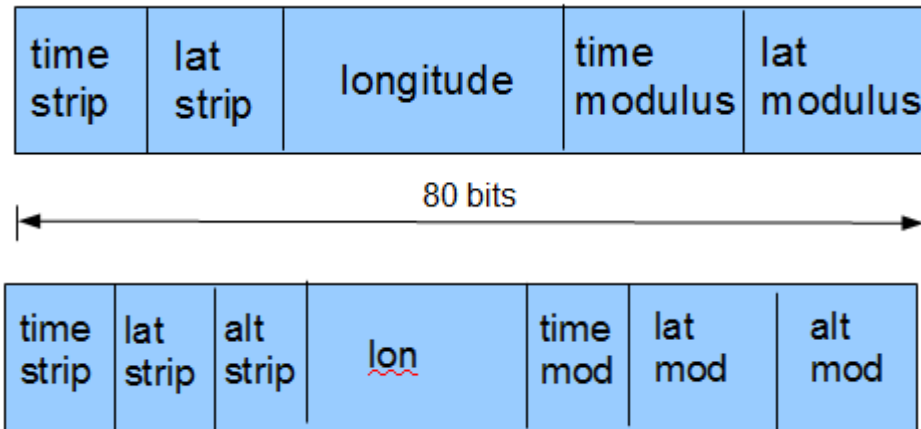 time
strip
lat
strip
longitude
time
modulus
lat
modulus
80 bits
time
strip
lat
strip
alt
strip
lon
time
mod
lat
mod
alt
mod